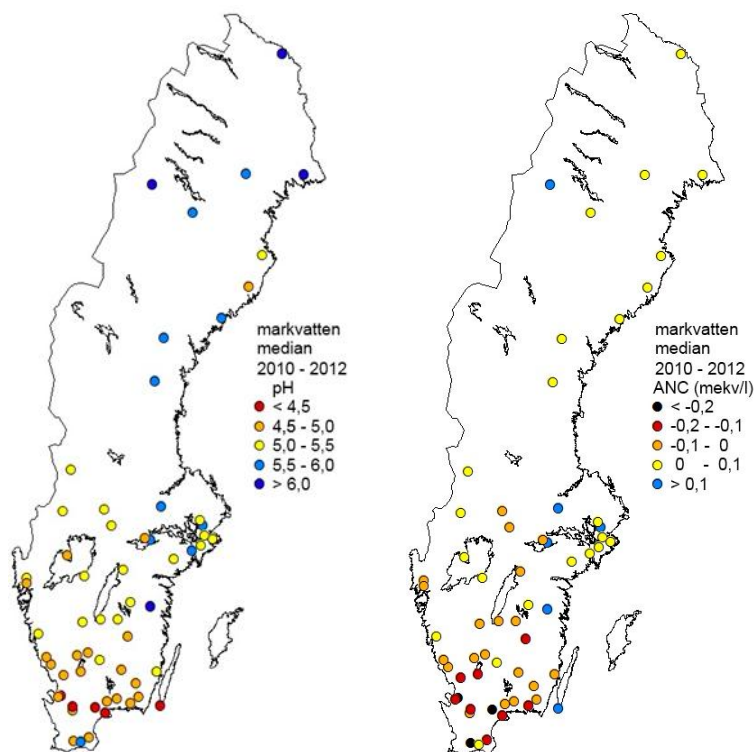 markvatten
median
2010 - 2012
pH
< 4,5
4,5 - 5,0
5,0 - 5,5
5,5 - 6,0
> 6,0
markvatten
median
2010 - 2012
ANC (mekv/l)
< -0,2
-0,2 - -0,1
-0,1 - 0
0 - 0,1
> 0,1